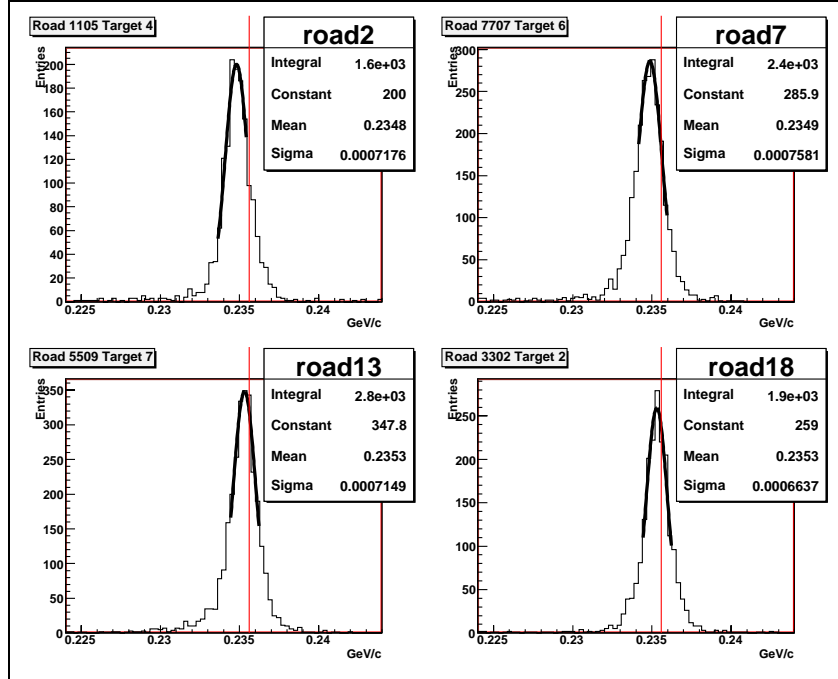 Road 1105 Target 4
road2
Integral 1.6e+03
Constant 200
Mean 0.2348
Sigma 0.0007176
Entries
200
180
160
140
120
100
80
60
40
20
0
0.225 0.23 0.235 0.24
GeV/c
Road 7707 Target 6
road7
Integral 2.4e+03
Constant 285.9
Mean 0.2349
Sigma 0.0007581
Entries
300
250
200
150
100
50
0
0.225 0.23 0.235 0.24
GeV/c
Road 5509 Target 7
road13
Integral 2.8e+03
Constant 347.8
Mean 0.2353
Sigma 0.0007149
Entries
350
300
250
200
150
100
50
0
0.225 0.23 0.235 0.24
GeV/c
Road 3302 Target 2
road18
Integral 1.9e+03
Constant 259
Mean 0.2353
Sigma 0.0006637
Entries
250
200
150
100
50
0
0.225 0.23 0.235 0.24
GeV/c